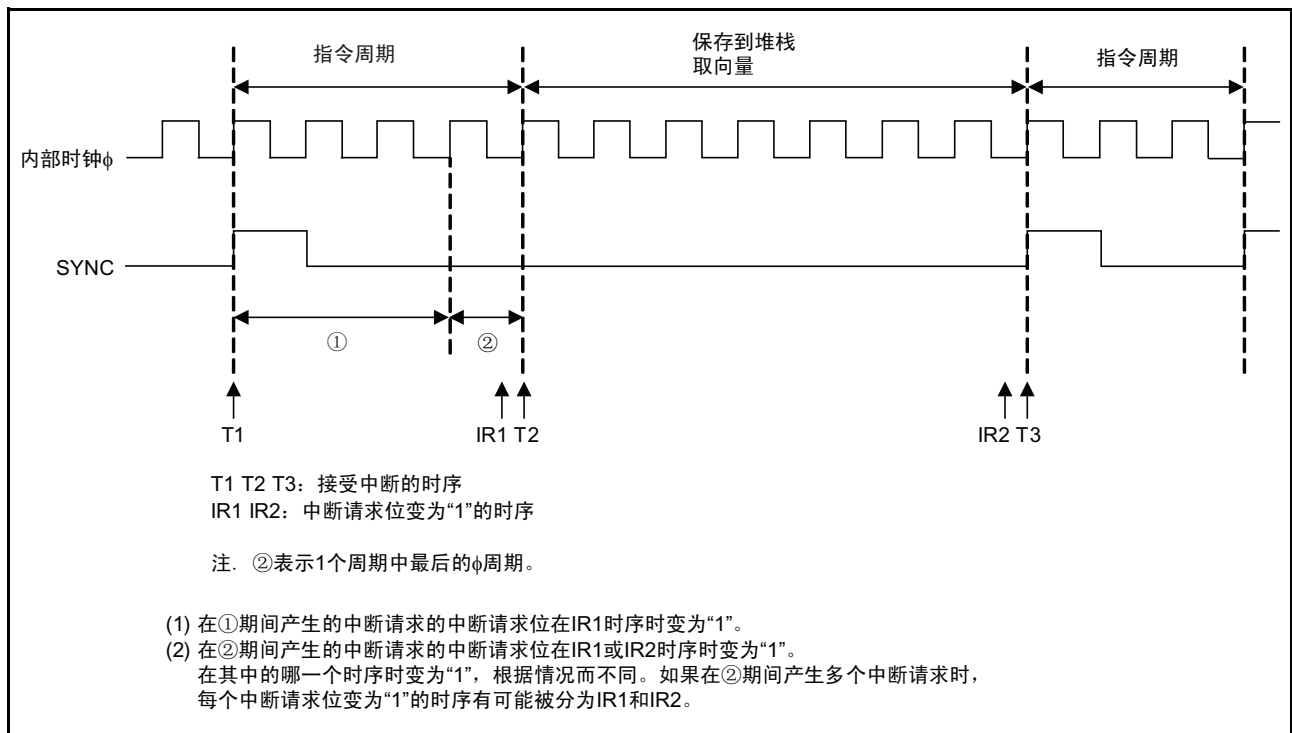 指令周期
保存到堆栈
取向量
指令周期
内部时钟ϕ
SYNC
① ②
T1 IR1 T2 IR2 T3
T1 T2 T3：接受中断的时序
IR1 IR2：中断请求位变为“1”的时序
注. ②表示1个周期中最后的ϕ周期。
(1) 在①期间产生的中断请求的中断请求位在IR1时序时变为“1”。
(2) 在②期间产生的中断请求的中断请求位在IR1或IR2时序时变为“1”。
在其中的哪一个时序时变为“1”，根据情况而不同。如果在②期间产生多个中断请求时，
每个中断请求位变为“1”的时序有可能被分为IR1和IR2。